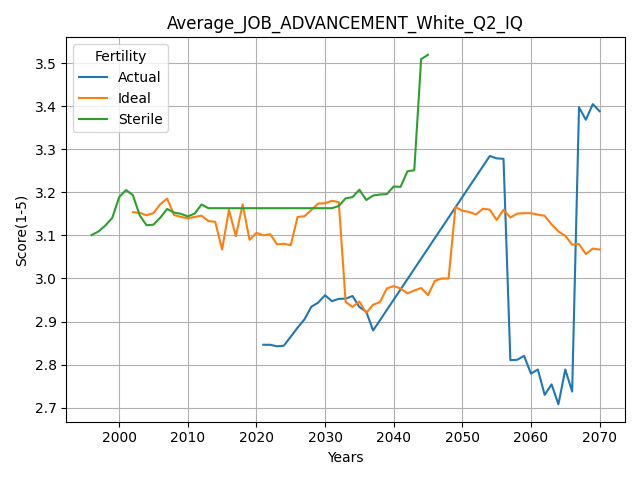 Average_JOB_ADVANCEMENT_White_Q2_IQ
Fertility
Actual
Ideal
Sterile
Score(1-5)
3.5
3.4
3.3
3.2
3.1
3.0
2.9
2.8
2.7
2000 2010 2020 2030 2040 2050 2060 2070
Years